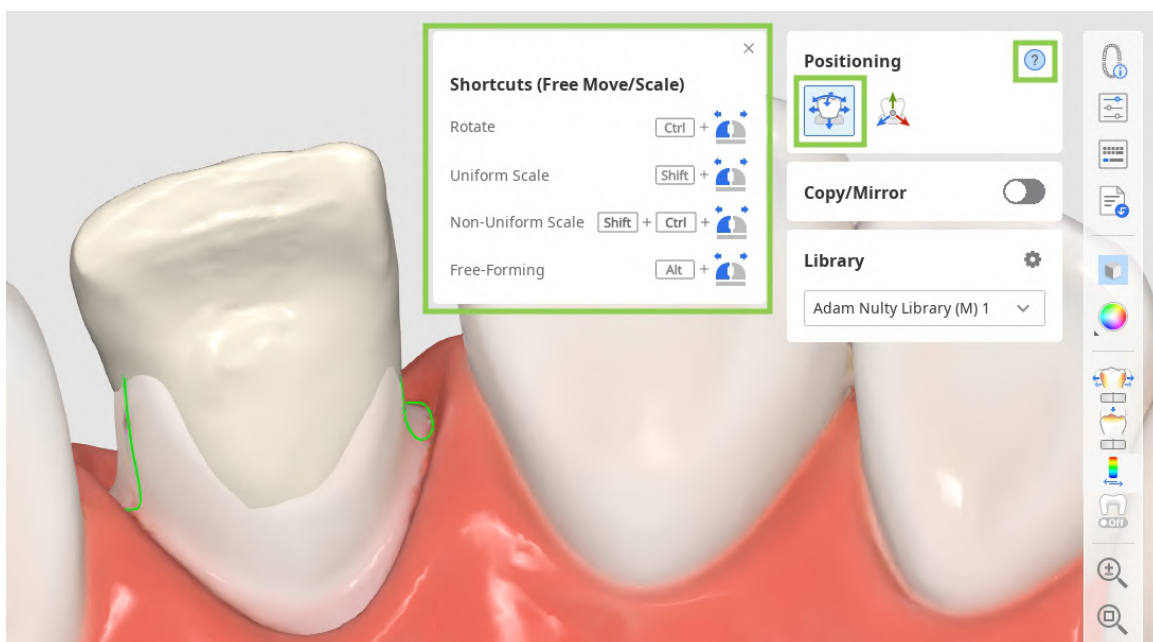 Shortcuts (Free Move/Scale)
Rotate Ctrl +
Uniform Scale Shift +
Non-Uniform Scale Shift + Ctrl +
Free-Forming Alt +
Positioning ?
Copy/Mirror
Library
Adam Nulty Library (M) 1
Off